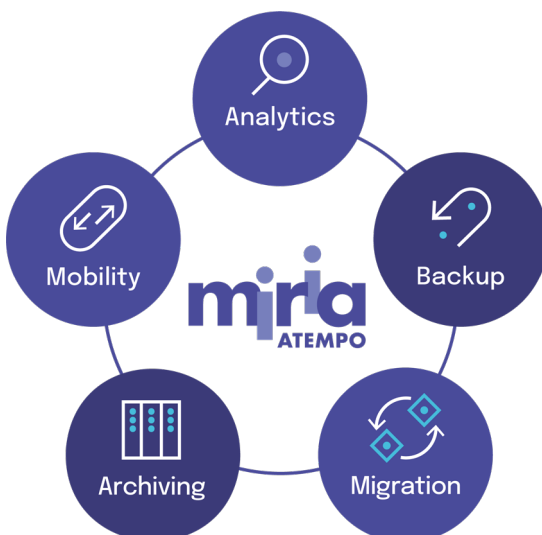 Analytics
Mobility
Backup
miria
ATEMPO
Archiving
Migration